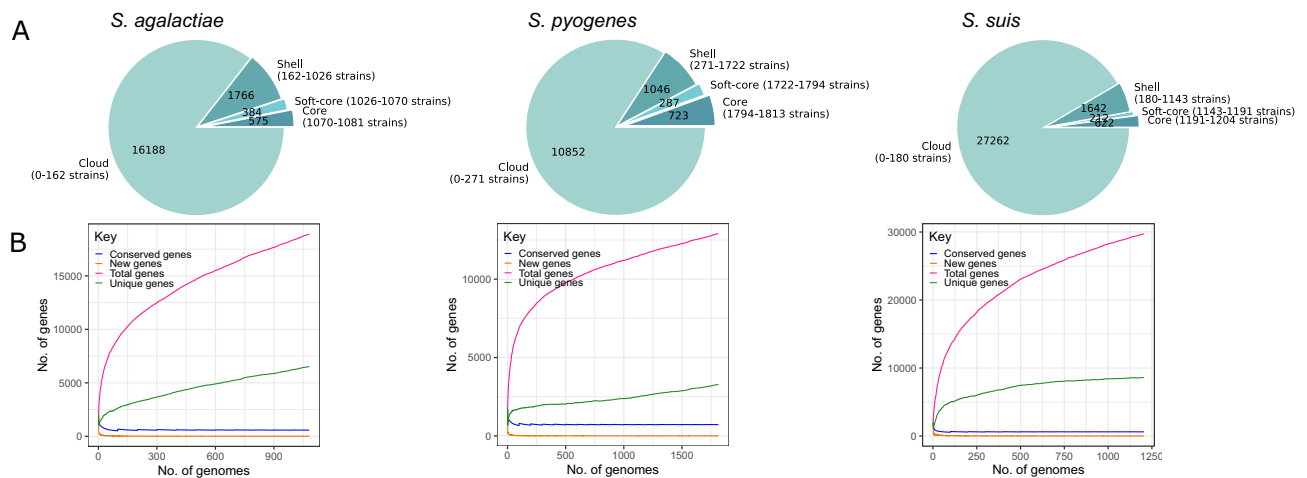 A
S. agalactiae
Shell
(162-1026 strains)
1766
Soft-core (1026-1070 strains)
384
Core
(1070-1081 strains)
575
16188
Cloud
(0-162 strains)
S. pyogenes
Shell
(271-1722 strains)
1046
Soft-core (1722-1794 strains)
287
Core
(1794-1813 strains)
723
10852
Cloud
(0-271 strains)
S. suis
Shell
(180-1143 strains)
1642
Soft-core (1143-1191 strains)
212
Core (1191-1204 strains)
622
27262
Cloud
(0-180 strains)
B
Key
Conserved genes
New genes
Total genes
Unique genes
No. of genes
15000
10000
5000
0
0 300 600 900
No. of genomes
Key
Conserved genes
New genes
Total genes
Unique genes
No. of genes
10000
5000
0
0 500 1000 1500
No. of genomes
Key
Conserved genes
New genes
Total genes
Unique genes
No. of genes
30000
20000
10000
0
0 250 500 750 1000 1250
No. of genomes